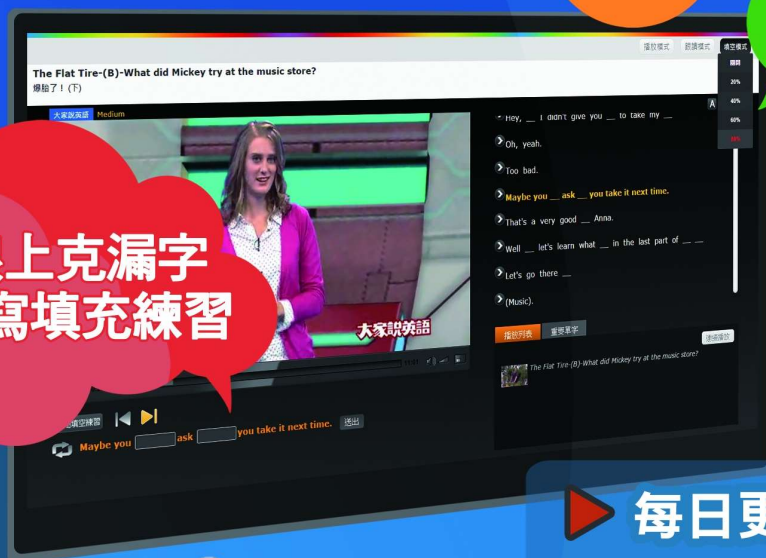 播放模式 跟讀模式 填空模式
關閉
20%
40%
60%
80%
The Flat Tire-(B)-What did Mickey try at the music store?
爆胎了！(下)
大家說英語 Medium
A
Hey, __ I didn't give you __ to take my __
Oh, yeah.
Too bad.
Maybe you __ ask __ you take it next time.
That's a very good __ Anna.
Well __ let's learn what __ in the last part of __ __
Let's go there __
(Music).
上克漏字
寫填充練習
大家說英語
播放列表 重要單字
連續播放
The Flat Tire-(B)-What did Mickey try at the music store?
填空練習
Maybe you ask you take it next time. 送出
每日更